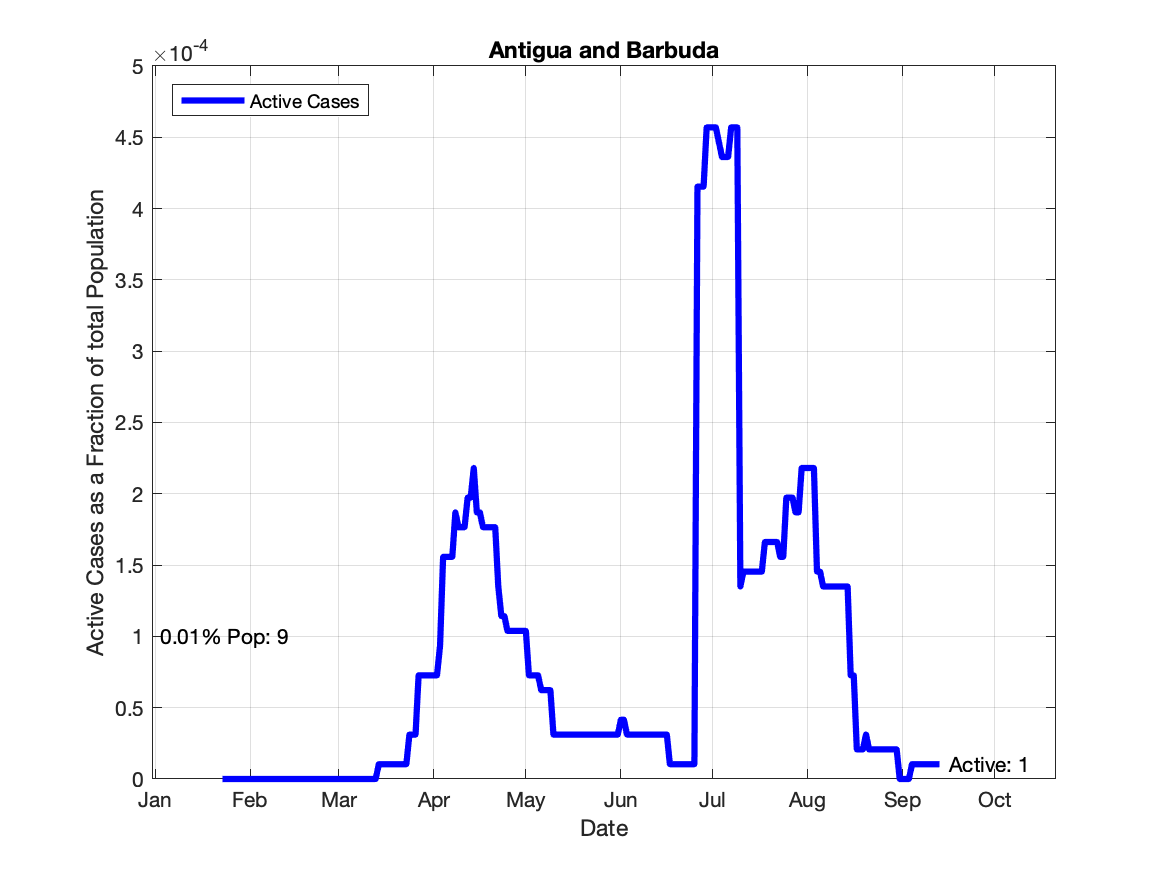 Antigua and Barbuda
×10-4
5
4.5
4
3.5
3
2.5
2
1.5
1
0.5
0
Active Cases as a Fraction of total Population
Active Cases
0.01% Pop: 9
Active: 1
Jan Feb Mar Apr May Jun Jul Aug Sep Oct
Date